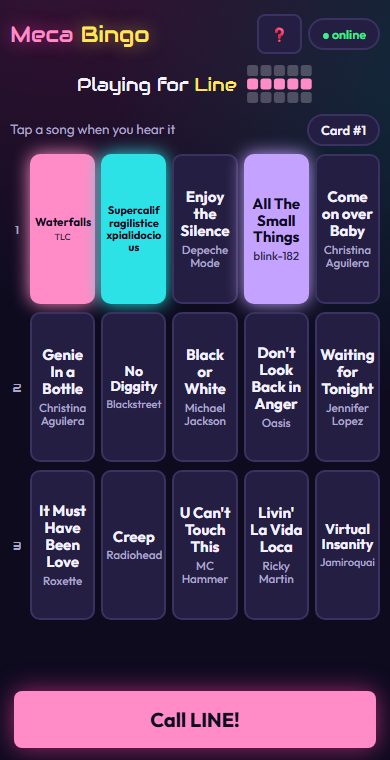 Meca Bingo
?
online
Playing for Line
Tap a song when you hear it
Card #1
1
Waterfalls
TLC
Supercalif
ragilistice
xpialidocio
us
Enjoy
the
Silence
Depeche
Mode
All The
Small
Things
blink-182
Come
on over
Baby
Christina
Aguilera
2
Genie
In a
Bottle
Christina
Aguilera
No
Diggity
Blackstreet
Black
or
White
Michael
Jackson
Don't
Look
Back in
Anger
Oasis
Waiting
for
Tonight
Jennifer
Lopez
3
It Must
Have
Been
Love
Roxette
Creep
Radiohead
U Can't
Touch
This
MC
Hammer
Livin'
La Vida
Loca
Ricky
Martin
Virtual
Insanity
Jamiroquai
Call LINE!